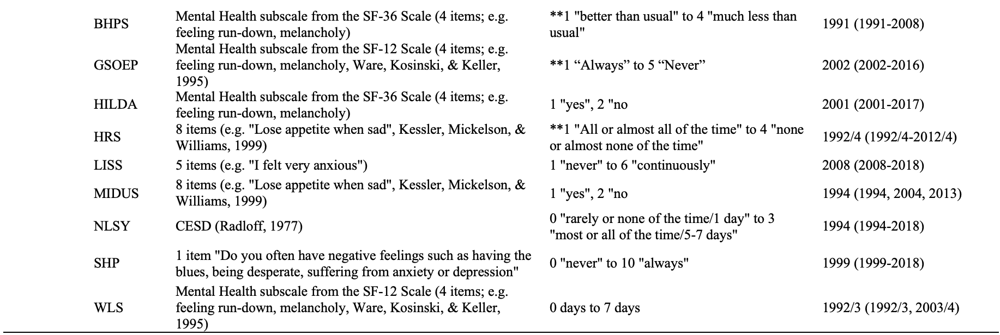 BHPS
Mental Health subscale from the SF-36 Scale (4 items; e.g.
feeling run-down, melancholy)
**1 "better than usual" to 4 "much less than
usual"
1991 (1991-2008)
GSOEP
Mental Health subscale from the SF-12 Scale (4 items; e.g.
feeling run-down, melancholy, Ware, Kosinski, & Keller,
1995)
**1 “Always” to 5 “Never”
2002 (2002-2016)
HILDA
Mental Health subscale from the SF-36 Scale (4 items; e.g.
feeling run-down, melancholy)
1 "yes", 2 "no
2001 (2001-2017)
HRS
8 items (e.g. "Lose appetite when sad", Kessler, Mickelson, &
Williams, 1999)
**1 "All or almost all of the time" to 4 "none
or almost none of the time"
1992/4 (1992/4-2012/4)
LISS
5 items (e.g. "I felt very anxious")
1 "never" to 6 "continuously"
2008 (2008-2018)
MIDUS
8 items (e.g. "Lose appetite when sad", Kessler, Mickelson, &
Williams, 1999)
1 "yes", 2 "no
1994 (1994, 2004, 2013)
NLSY
CESD (Radloff, 1977)
0 "rarely or none of the time/1 day" to 3
"most or all of the time/5-7 days"
1994 (1994-2018)
SHP
1 item "Do you often have negative feelings such as having the
blues, being desperate, suffering from anxiety or depression"
0 "never" to 10 "always"
1999 (1999-2018)
WLS
Mental Health subscale from the SF-12 Scale (4 items; e.g.
feeling run-down, melancholy, Ware, Kosinski, & Keller,
1995)
0 days to 7 days
1992/3 (1992/3, 2003/4)